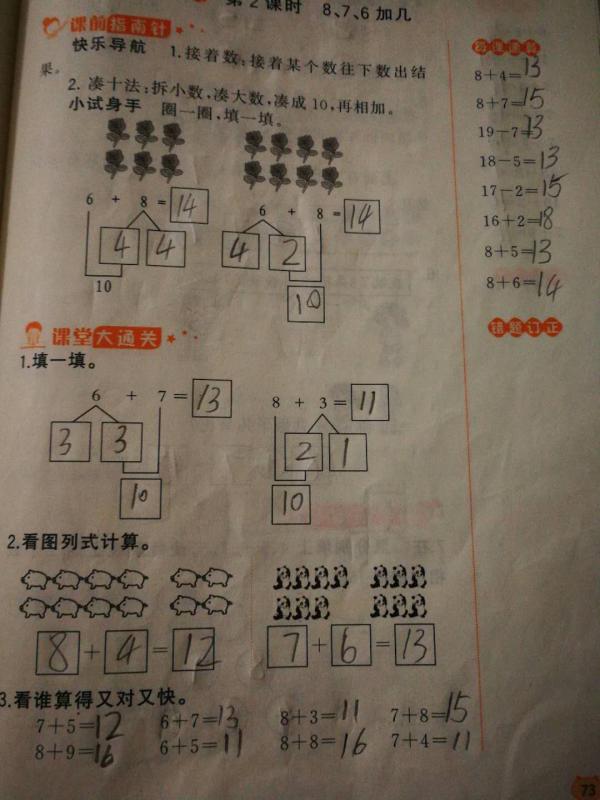 第2课时 8、7、6加几
课前指南针
快乐导航 1.接着数:接着某个数往下数出结
果。
2.凑十法:拆小数,凑大数,凑成10,再相加。
小试身手 圈一圈,填一填。
6 + 8 = 14
4 4
10
6 + 8 = 14
4 2
10
课堂大通关
1.填一填。
6 + 7 = 13
3 3
10
8 + 3 = 11
2 1
10
2.看图列式计算。
8 + 4 = 12
7 + 6 = 13
3.看谁算得又对又快。
7+5=12 6+7=13 8+3=11 7+8=15
8+9=16 6+5=11 8+8=16 7+4=11
8+4=13
8+7=15
19-7=13
18-5=13
17-2=15
16+2=18
8+5=13
8+6=14
错题订正
73